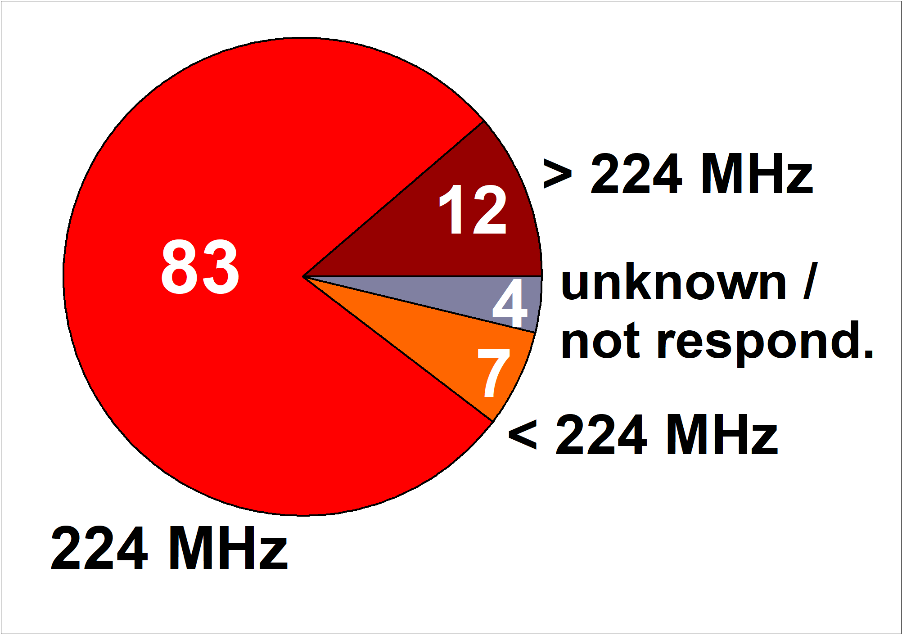 12
> 224 MHz
83
4
unknown /
not respond.
7
< 224 MHz
224 MHz